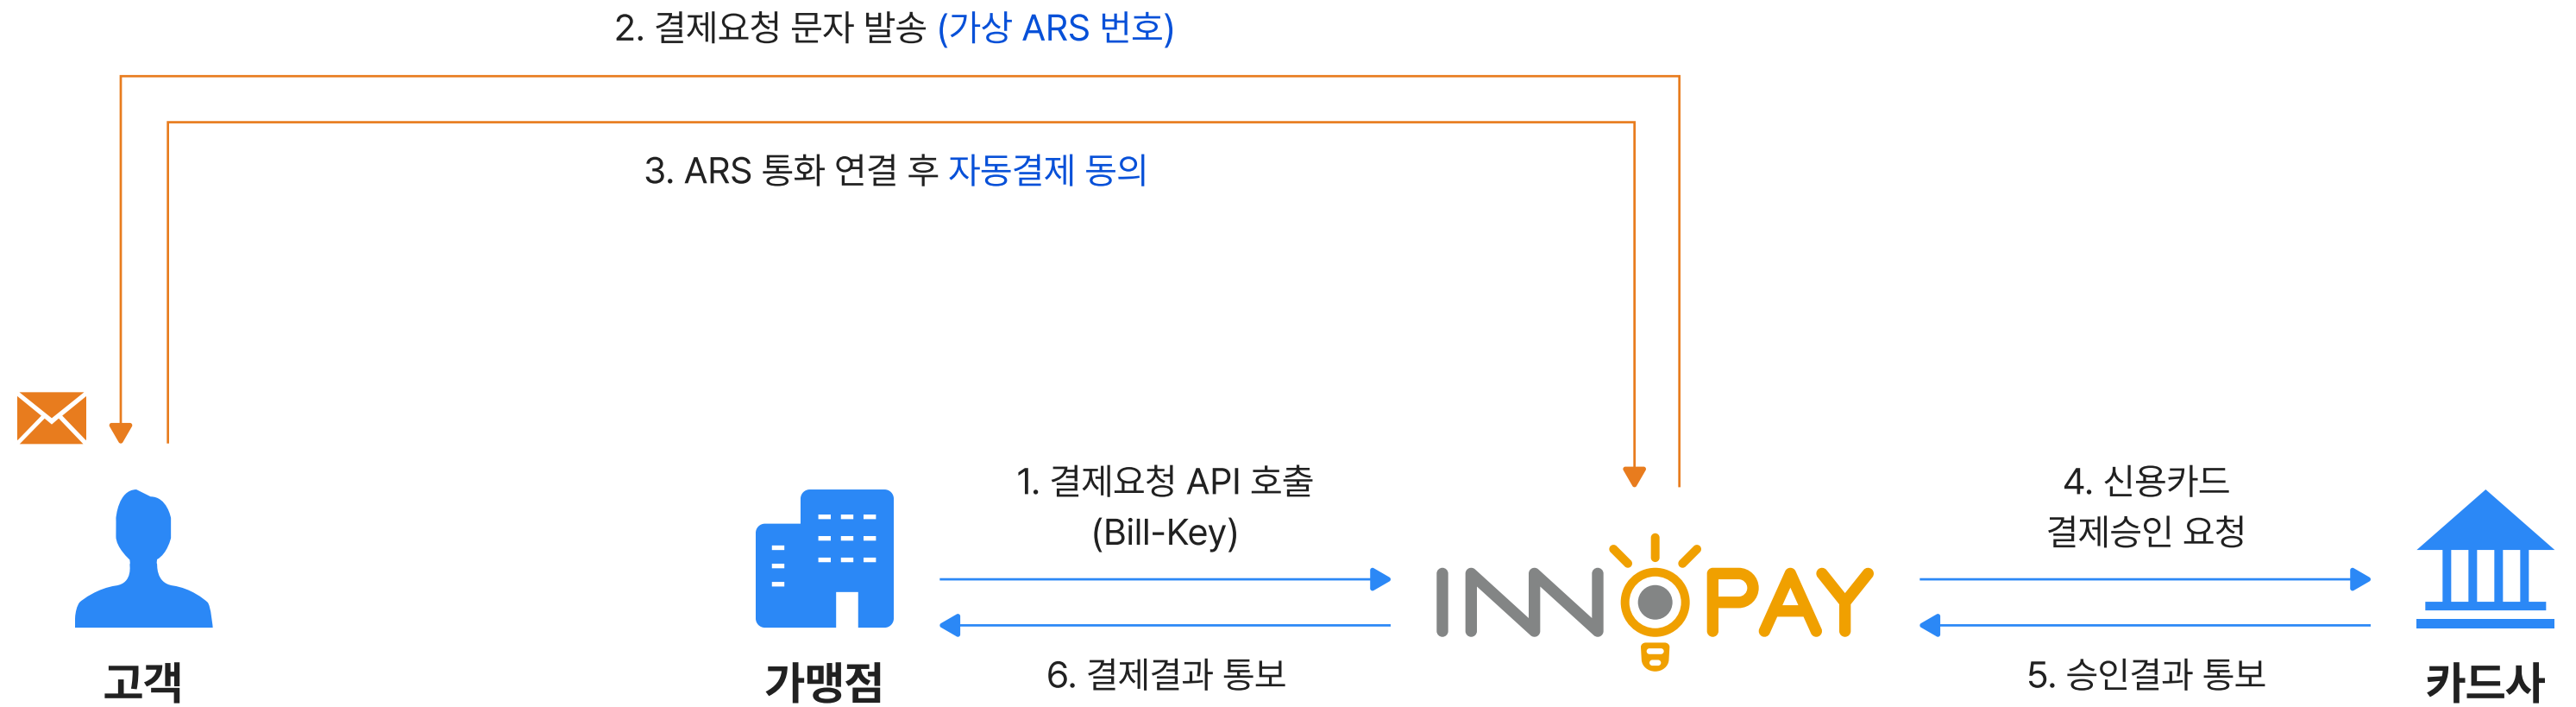 2. 결제요청 문자 발송 (가상 ARS 번호)
3. ARS 통화 연결 후 자동결제 동의
1. 결제요청 API 호출
(Bill-Key)
6. 결제결과 통보
INNOPAY
4. 신용카드
결제승인 요청
5. 승인결과 통보
고객
가맹점
카드사